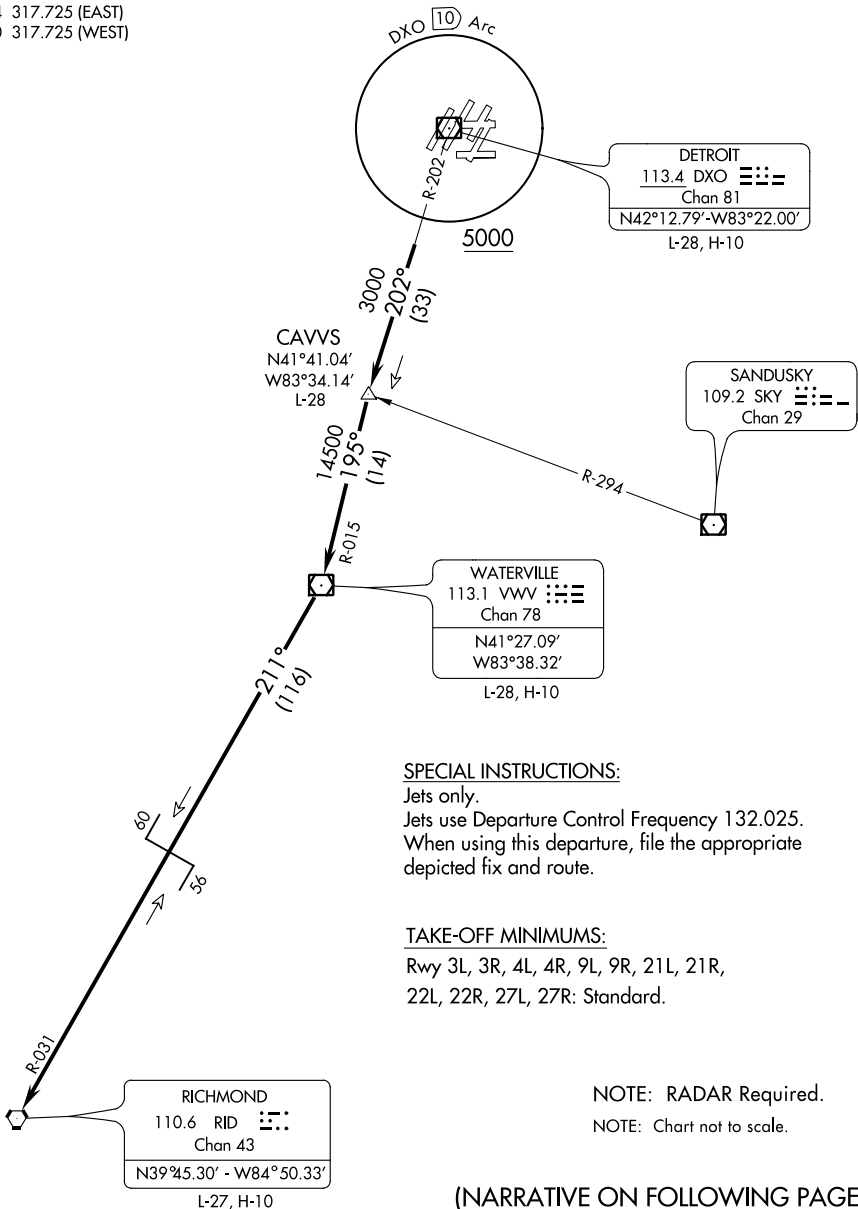 317.725 (EAST)
317.725 (WEST)
DXO 10 Arc
R-202
DETROIT
113.4 DXO
Chan 81
N42°12.79'-W83°22.00'
L-28, H-10
5000
3000
202°
(33)
CAVVS
N41°41.04'
W83°34.14'
L-28
SANDUSKY
109.2 SKY
Chan 29
R-294
14500
195°
(14)
R-015
WATERVILLE
113.1 VWV
Chan 78
N41°27.09'
W83°38.32'
L-28, H-10
211°
(116)
SPECIAL INSTRUCTIONS:
Jets only.
Jets use Departure Control Frequency 132.025.
When using this departure, file the appropriate
depicted fix and route.
60
56
TAKE-OFF MINIMUMS:
Rwy 3L, 3R, 4L, 4R, 9L, 9R, 21L, 21R,
22L, 22R, 27L, 27R: Standard.
R-031
RICHMOND
110.6 RID
Chan 43
N39°45.30' - W84°50.33'
L-27, H-10
NOTE: RADAR Required.
NOTE: Chart not to scale.
(NARRATIVE ON FOLLOWING PAGE